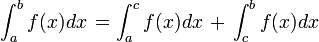 ∫_a^b f(x)dx = ∫_a^c f(x)dx + ∫_c^b f(x)dx